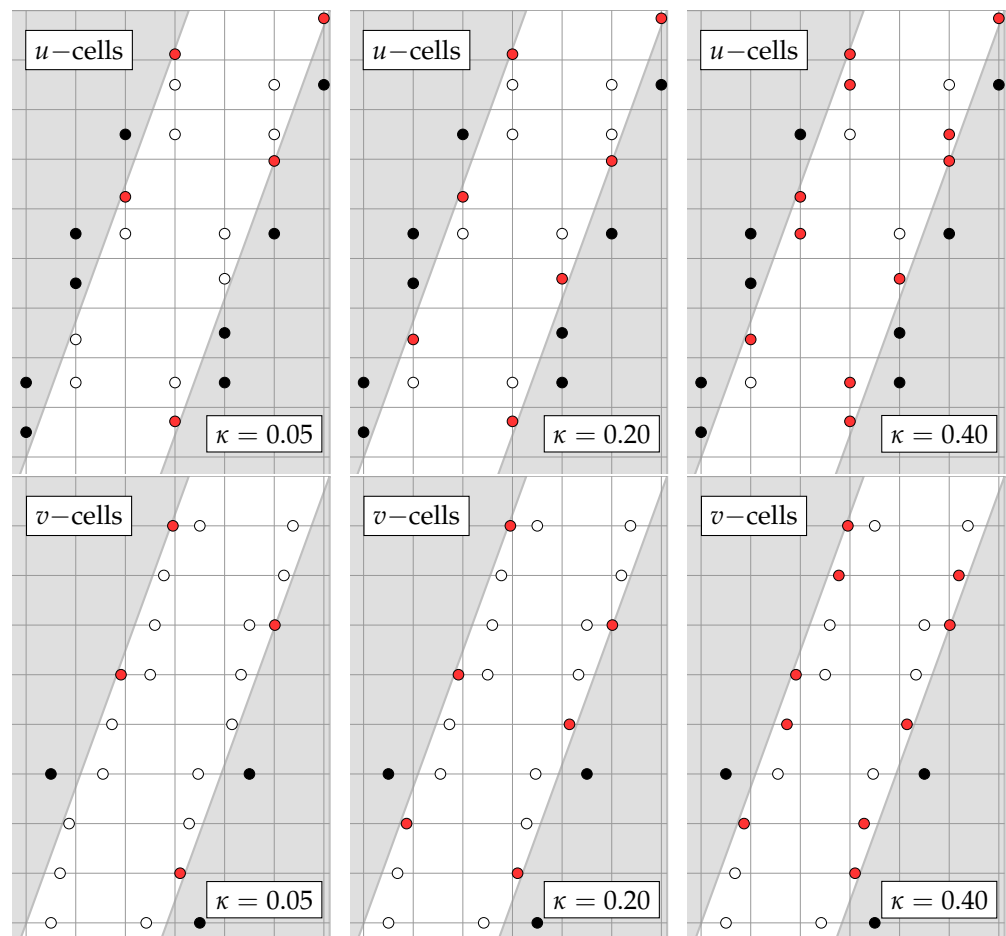 u−cells
u−cells
u−cells
κ = 0.05
κ = 0.20
κ = 0.40
v−cells
v−cells
v−cells
κ = 0.05
κ = 0.20
κ = 0.40